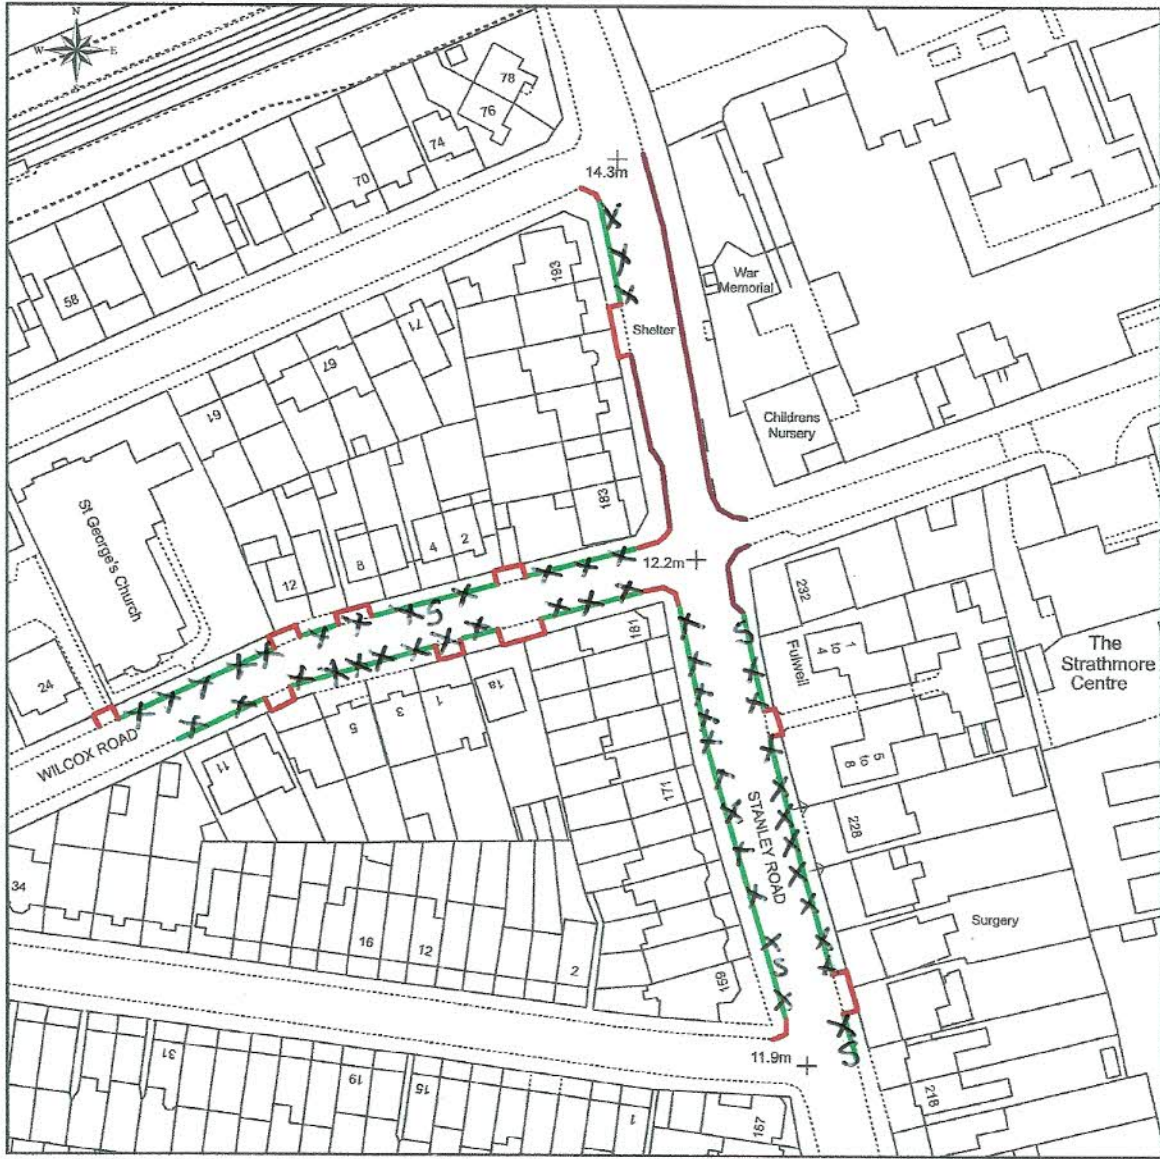 N
W E
S
78
76
74
70
58
14.3m
193
War
Memorial
Shelter
71
67
61
Childrens
Nursery
St George's Church
183
12
8
4
2
12.2m
S
232
181
Fulwell
1
to
4
The
Strathmore
Centre
24
1a
1
3
5
11
WILCOX ROAD
S
5
to
8
171
STANLEY ROAD
228
34
16
12
2
Surgery
S
159
11.9m
S
31
19
15
1
157
218